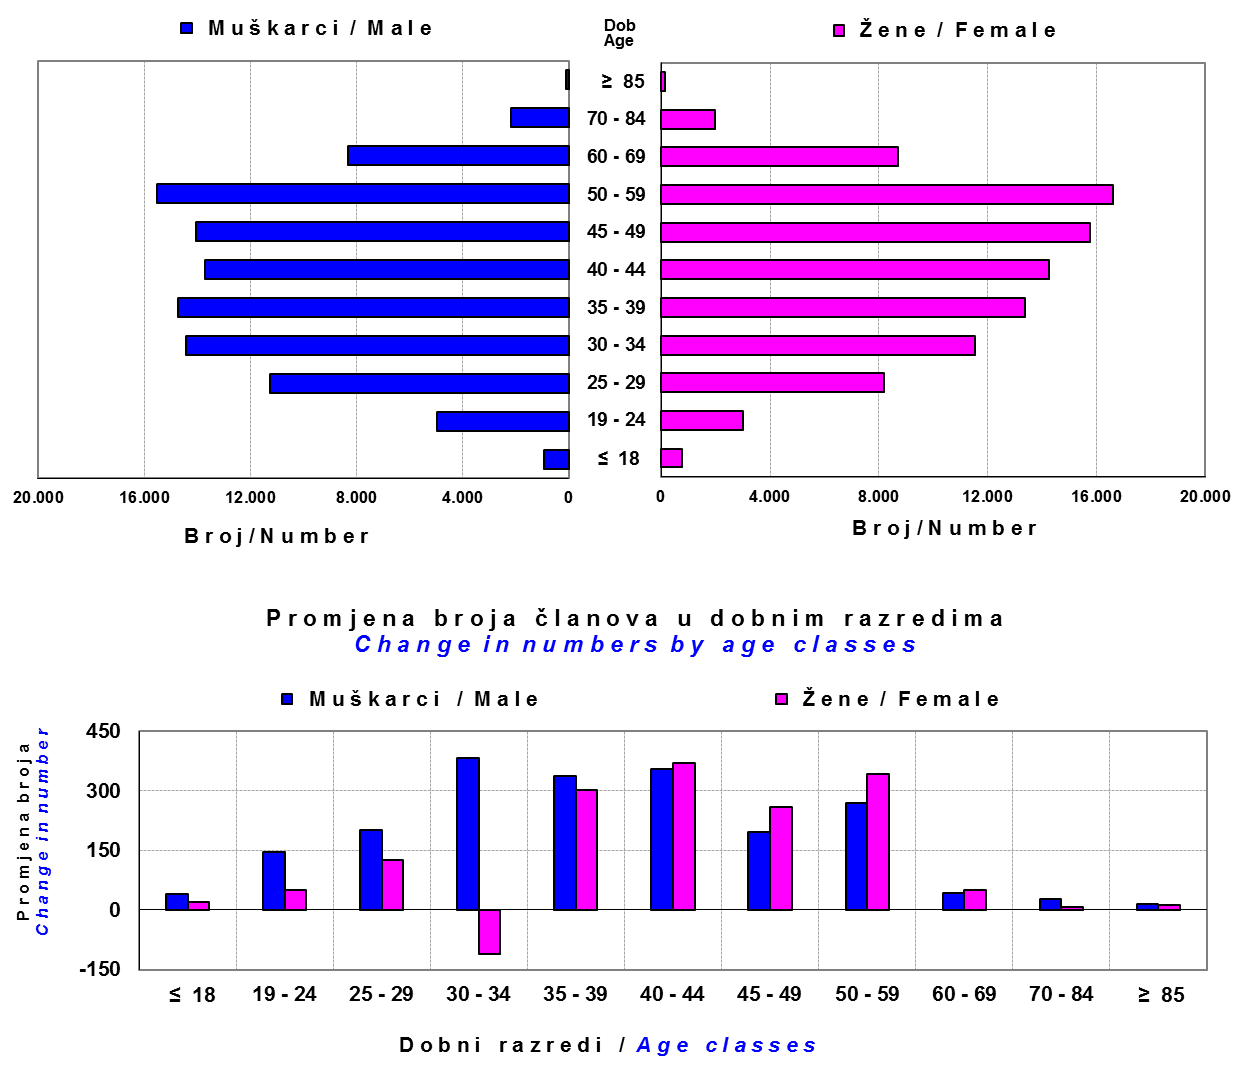 Muškarci / Male
Dob
Age
Žene / Female
≥ 85
70 - 84
60 - 69
50 - 59
45 - 49
40 - 44
35 - 39
30 - 34
25 - 29
19 - 24
≤ 18
20.000 16.000 12.000 8.000 4.000 0
0 4.000 8.000 12.000 16.000 20.000
Broj/Number
Broj/Number
Promjena broja članova u dobnim razredima
Change in numbers by age classes
Muškarci / Male
Žene / Female
Promjena broja
Change in number
450
300
150
0
-150
≤ 18 19 - 24 25 - 29 30 - 34 35 - 39 40 - 44 45 - 49 50 - 59 60 - 69 70 - 84 ≥ 85
Dobni razredi / Age classes